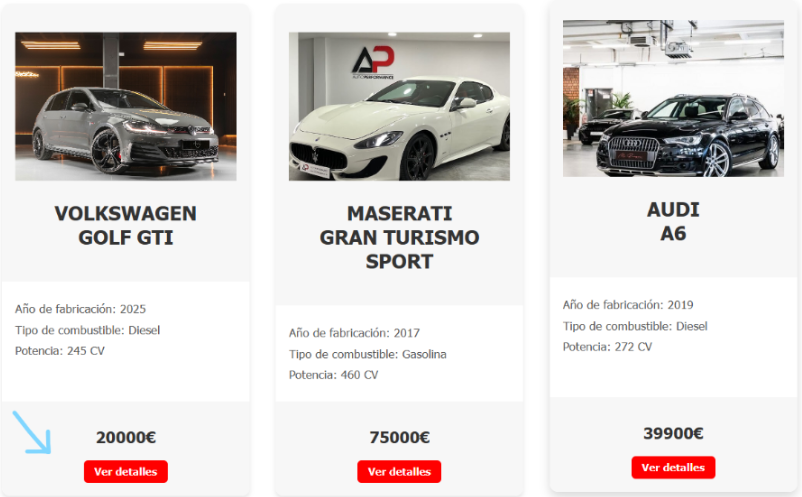 VOLKSWAGEN
GOLF GTI
Año de fabricación: 2025
Tipo de combustible: Diesel
Potencia: 245 CV
20000€
Ver detalles
AP
MASERATI
GRAN TURISMO
SPORT
Año de fabricación: 2017
Tipo de combustible: Gasolina
Potencia: 460 CV
75000€
Ver detalles
AUDI
A6
Año de fabricación: 2019
Tipo de combustible: Diesel
Potencia: 272 CV
39900€
Ver detalles